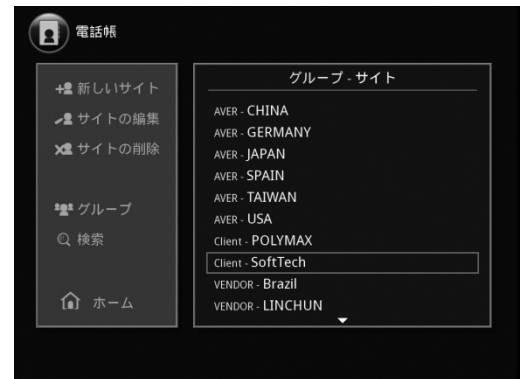 電話帳
新しいサイト
サイトの編集
サイトの削除
グループ
検索
ホーム
グループ - サイト
AVER - CHINA
AVER - GERMANY
AVER - JAPAN
AVER - SPAIN
AVER - TAIWAN
AVER - USA
Client - POLYMAX
Client - SoftTech
VENDOR - Brazil
VENDOR - LINCHUN